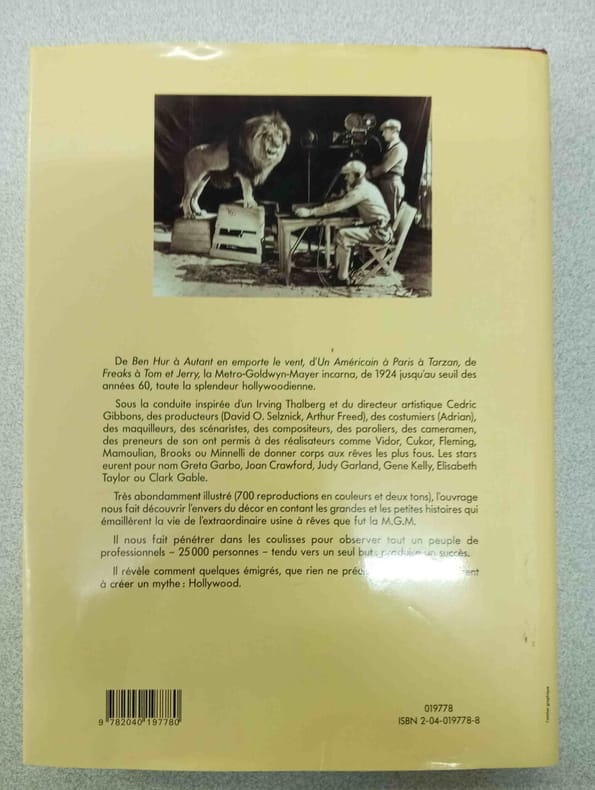 De Ben Hur à Autant en emporte le vent, d'Un Américain à Paris à Tarzan, de
Freaks à Tom et Jerry, la Metro-Goldwyn-Mayer incarna, de 1924 jusqu'au seuil des
années 60, toute la splendeur hollywoodienne.
Sous la conduite inspirée d'un Irving Thalberg et du directeur artistique Cedric
Gibbons, des producteurs (David O. Selznick, Arthur Freed), des costumiers (Adrian),
des maquilleurs, des scénaristes, des compositeurs, des paroliers, des cameramen,
des preneurs de son ont permis à des réalisateurs comme Vidor, Cukor, Fleming,
Mamoulian, Brooks ou Minnelli de donner corps aux rêves les plus fous. Les stars
eurent pour nom Greta Garbo, Joan Crawford, Judy Garland, Gene Kelly, Elisabeth
Taylor ou Clark Gable.
Très abondamment illustré (700 reproductions en couleurs et deux tons), l'ouvrage
nous fait découvrir l'envers du décor en contant les grandes et les petites histoires qui
émaillèrent la vie de l'extraordinaire usine à rêves que fut la M.G.M.
Il nous fait pénétrer dans les coulisses pour observer tout un peuple de
professionnels – 25 000 personnes – tendu vers un seul but : produire un succès.
Il révèle comment quelques émigrés, que rien ne
à créer un mythe : Hollywood.
9 782040 197780
019778
ISBN 2-04-019778-8